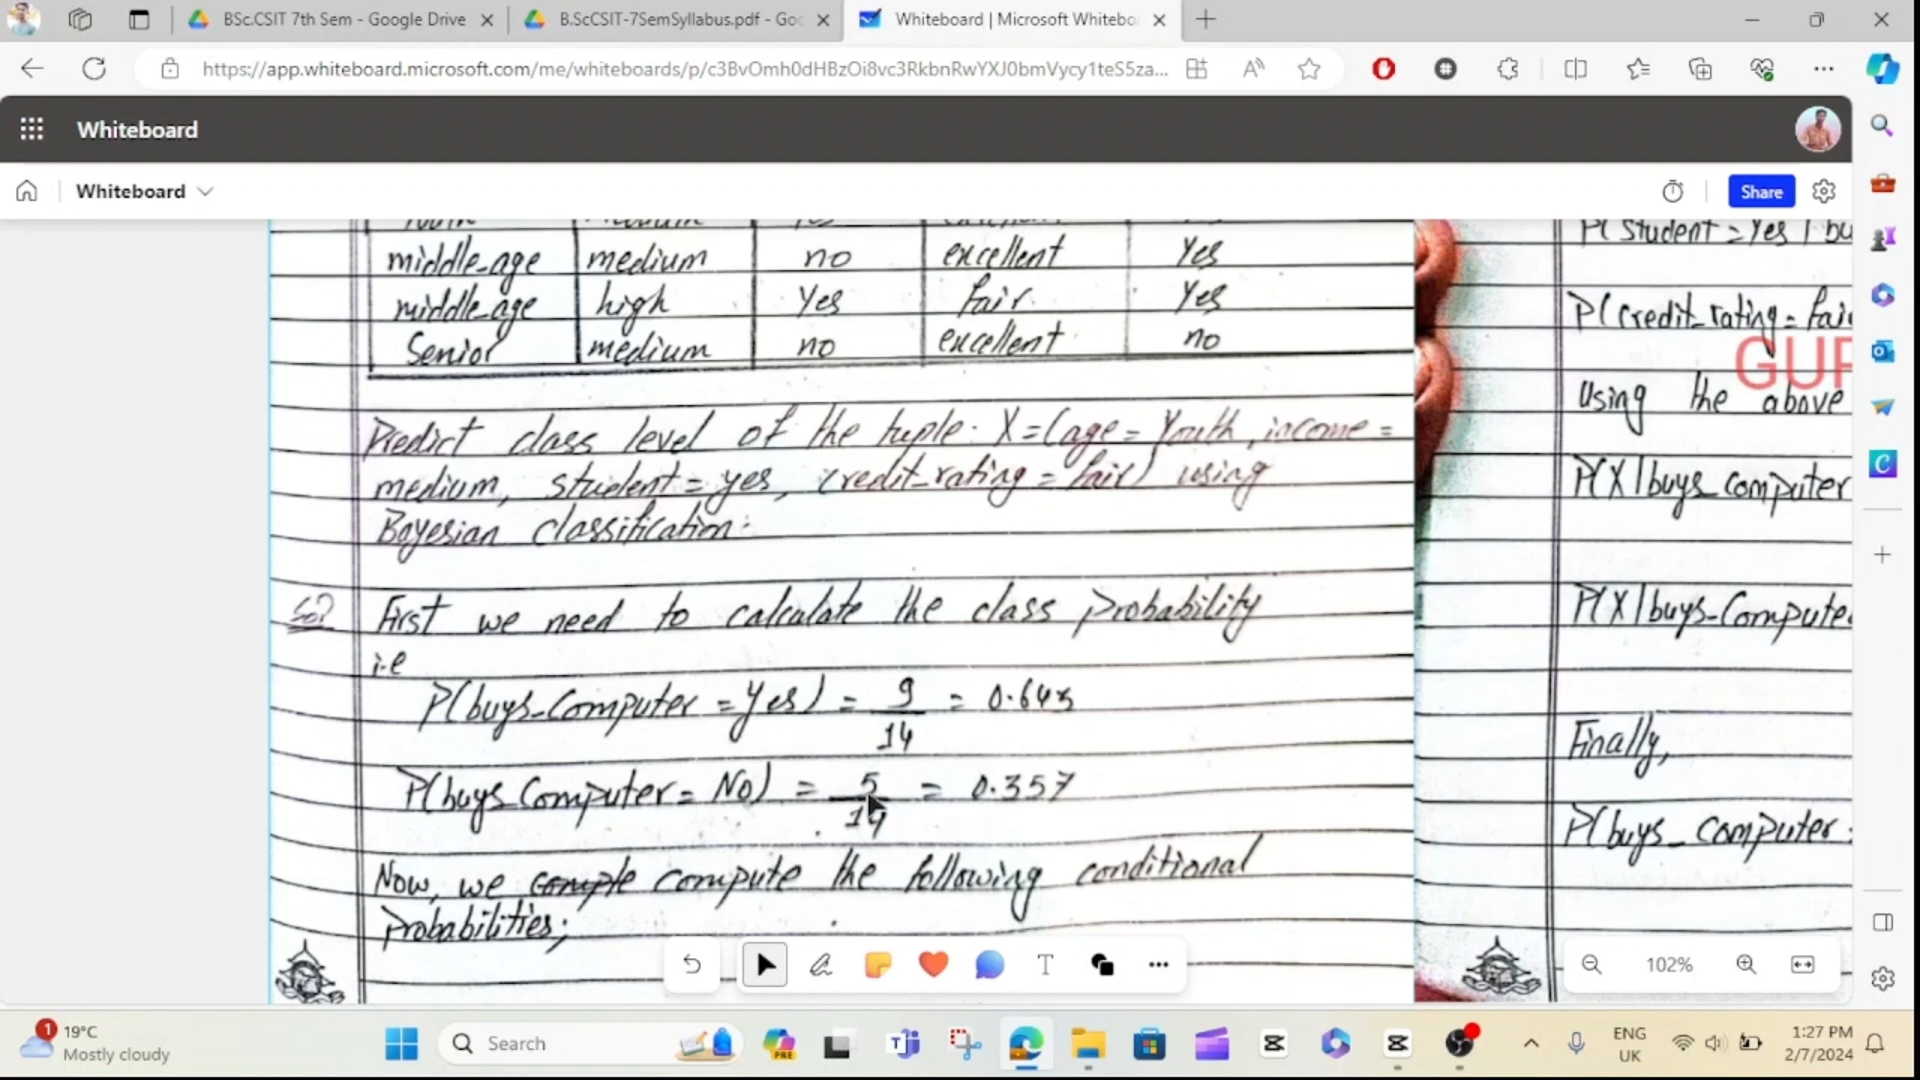 BSc.CSIT 7th Sem - Google Drive
B.ScCSIT-7SemSyllabus.pdf - Goo
Whiteboard | Microsoft Whitebo
https://app.whiteboard.microsoft.com/me/whiteboards/p/c3BvOmh0dHBzOi8vc3RkbnRwYXJ0bmVycy1teS5za...
Whiteboard
Whiteboard
Share
middle-age medium no excellent Yes
middle-age high Yes fair Yes
Senior medium no excellent no
Predict class level of the tuple. X=(age=Youth, income=
medium, student=yes, credit-rating=fair) using
Bayesian classification:
First we need to calculate the class probability
i.e
P(buys-Computer = Yes) = 9/14 = 0.643
P(buys Computer = No) = 5/14 = 0.357
Now, we comple compute the following conditional
Probabilities;
P( Student = Yes | bu
P( credit-rating = fai
GUP
Using the above
P(X|buys computer
P(X|buys-Compute
Finally,
P(buys_Computer:
T
102%
1
19°C
Mostly cloudy
Search
PRE
ENG
UK
1:27 PM
2/7/2024